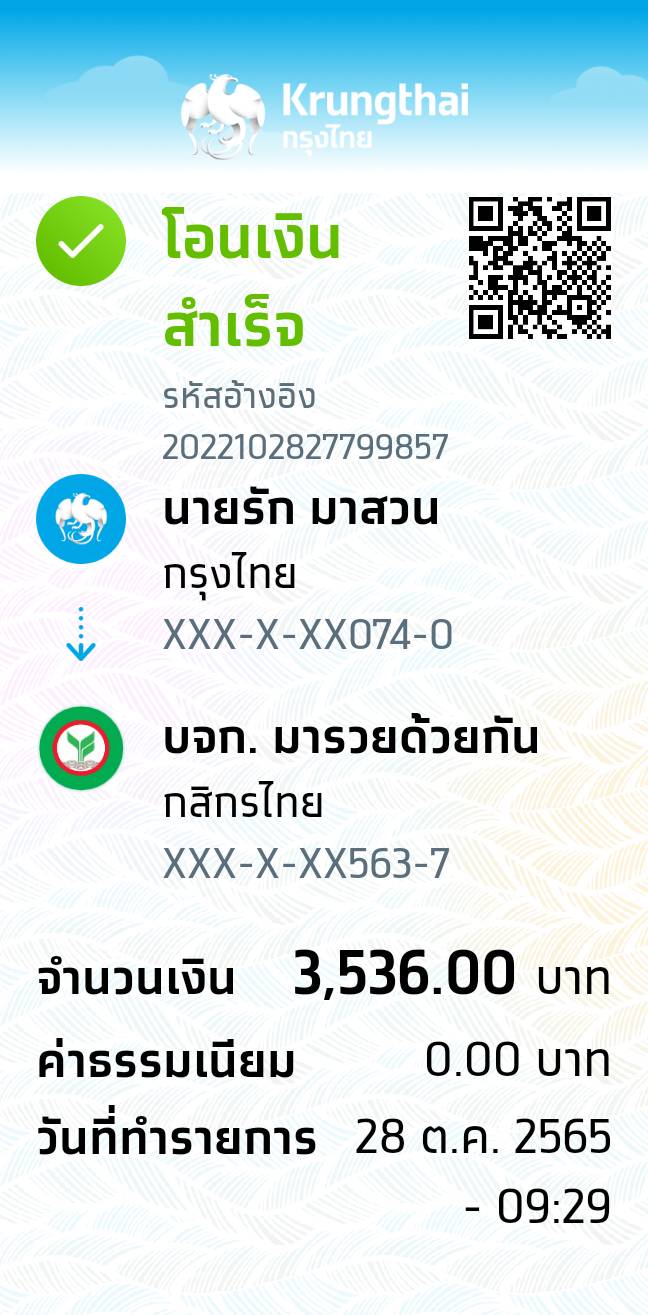 Krungthai
กรุงไทย
โอนเงิน
สำเร็จ
รหัสอ้างอิง
2022102827799857
นายรัก มาสวน
กรุงไทย
XXX-X-XX074-0
บจก. มารวยด้วยกัน
กสิกรไทย
XXX-X-XX563-7
จำนวนเงิน 3,536.00 บาท
ค่าธรรมเนียม 0.00 บาท
วันที่ทำรายการ 28 ต.ค. 2565
- 09:29